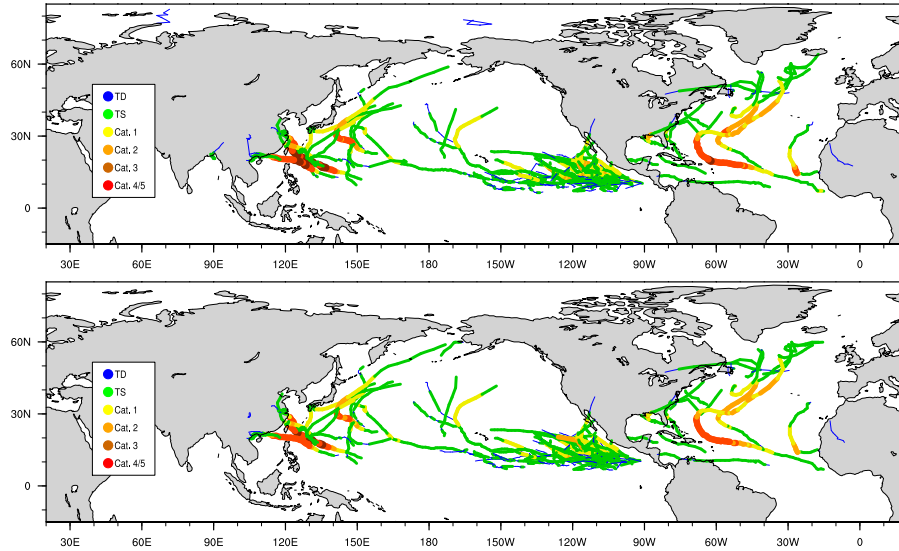 60N
30N
0
TD
TS
Cat. 1
Cat. 2
Cat. 3
Cat. 4/5
30E 60E 90E 120E 150E 180 150W 120W 90W 60W 30W 0
60N
30N
0
TD
TS
Cat. 1
Cat. 2
Cat. 3
Cat. 4/5
30E 60E 90E 120E 150E 180 150W 120W 90W 60W 30W 0